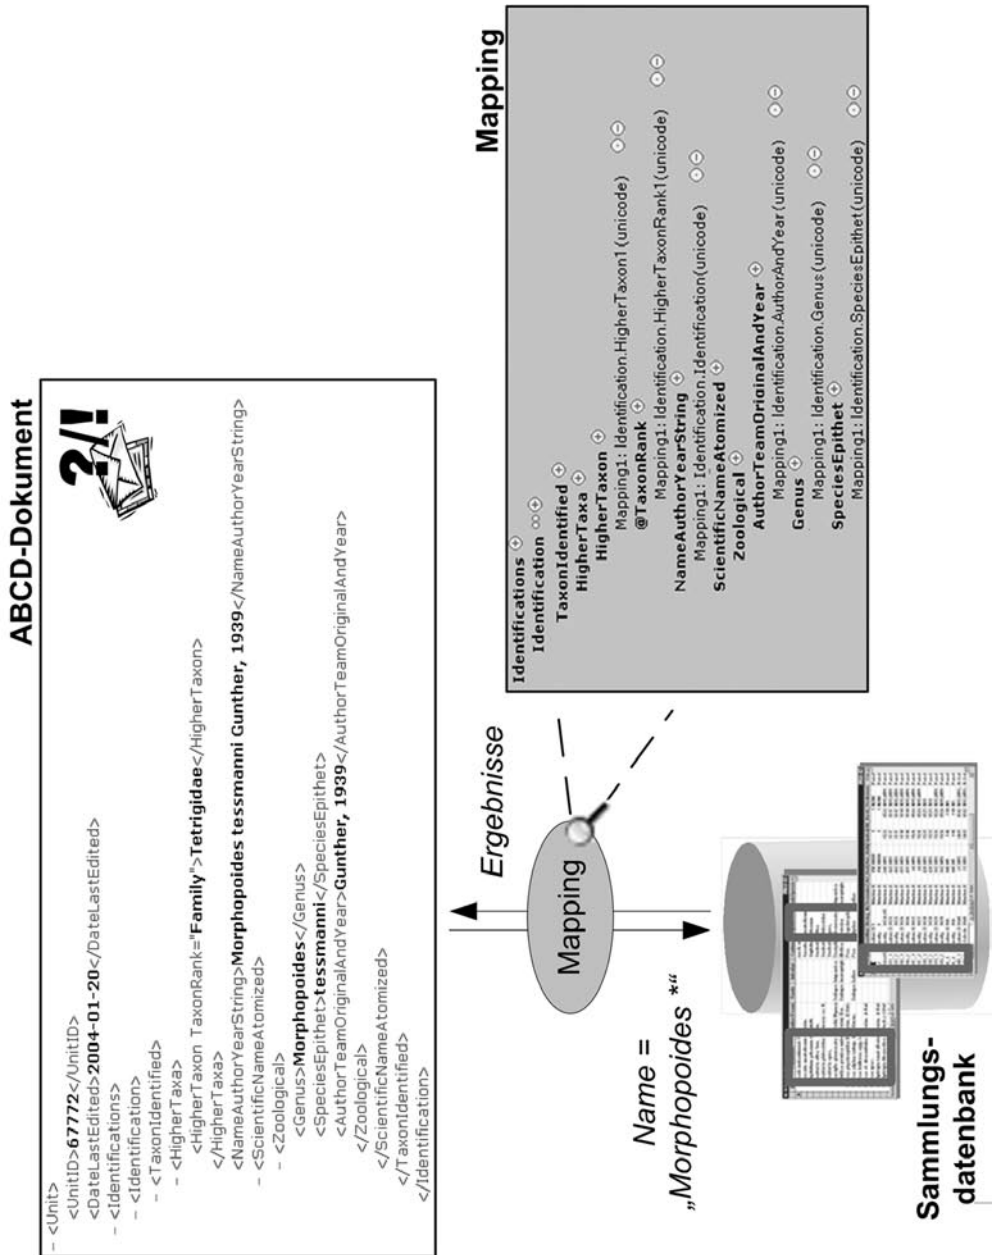 ABCD-Dokument
– <Unit>
<UnitID>67772</UnitID>
<DateLastEdited>2004-01-20</DateLastEdited>
– <Identifications>
– <Identification>
– <TaxonIdentified>
– <HigherTaxa>
<HigherTaxon TaxonRank="Family">Tetrigidae</HigherTaxon>
</HigherTaxa>
<NameAuthorYearString>Morphopoides tessmanni Gunther, 1939</NameAuthorYearString>
– <ScientificNameAtomized>
– <Zoological>
<Genus>Morphopoides</Genus>
<SpeciesEpithet>tessmanni</SpeciesEpithet>
<AuthorTeamOriginalAndYear>Gunther, 1939</AuthorTeamOriginalAndYear>
</Zoological>
</ScientificNameAtomized>
</TaxonIdentified>
</Identification>
?/!
Name =
„Morphopoides *“
Mapping
Ergebnisse
Sammlungs-
datenbank
Mapping
Identifications
Identification
TaxonIdentified
HigherTaxa
HigherTaxon
Mapping1: Identification.HigherTaxon1(unicode)
@TaxonRank
Mapping1: Identification.HigherTaxonRank1(unicode)
NameAuthorYearString
Mapping1: Identification.Identification(unicode)
ScientificNameAtomized
Zoological
AuthorTeamOriginalAndYear
Mapping1: Identification.AuthorAndYear(unicode)
Genus
Mapping1: Identification.Genus(unicode)
SpeciesEpithet
Mapping1: Identification.SpeciesEpithet(unicode)